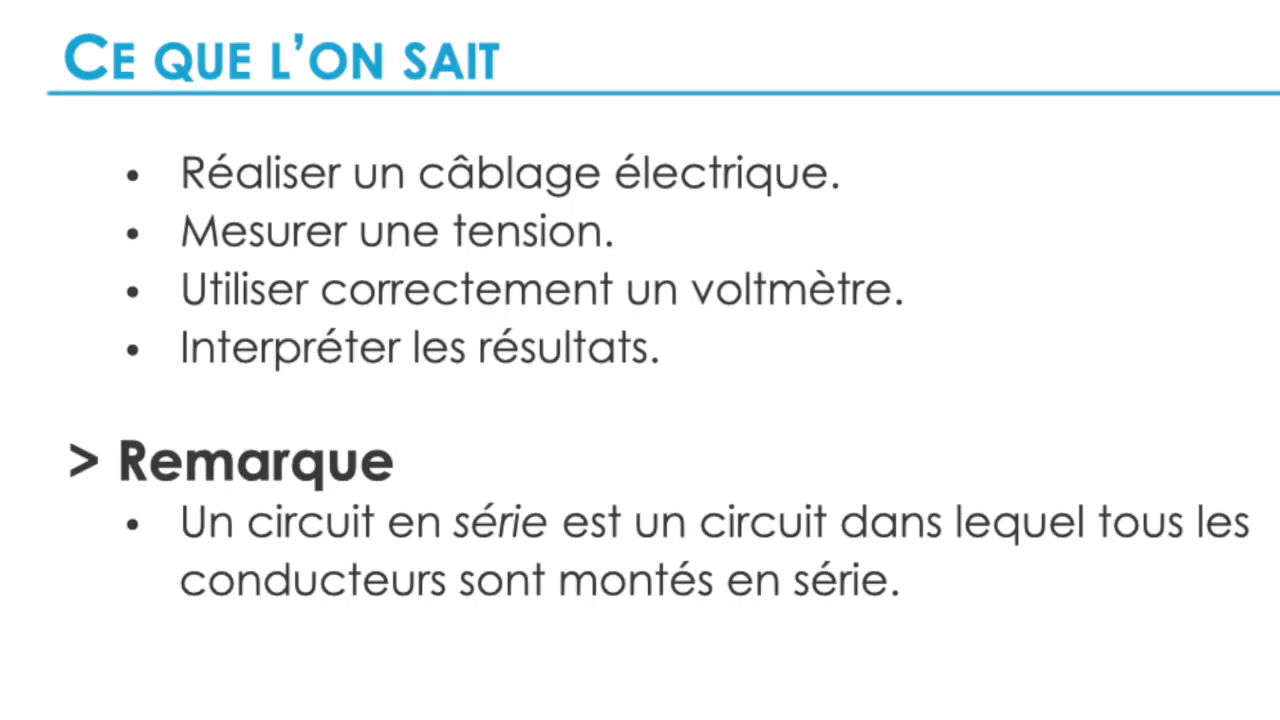 CE QUE L'ON SAIT
• Réaliser un câblage électrique.
• Mesurer une tension.
• Utiliser correctement un voltmètre.
• Interpréter les résultats.
> Remarque
• Un circuit en série est un circuit dans lequel tous les
conducteurs sont montés en série.